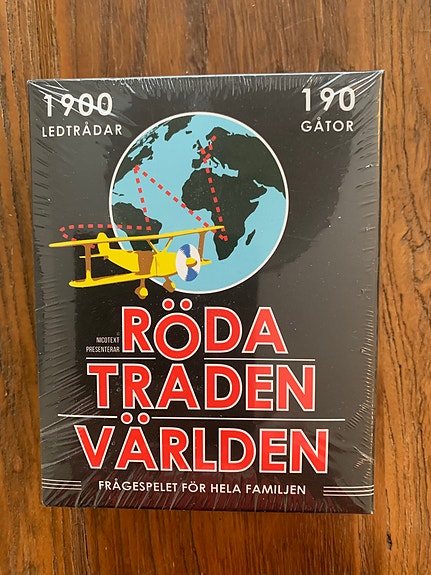 1900
LEDTRÅDAR
190
GÅTOR
NICOTEXT
PRESENTERAR
RÖDA
TRADEN
VÄRLDEN
FRÅGESPELET FÖR HELA FAMILJEN